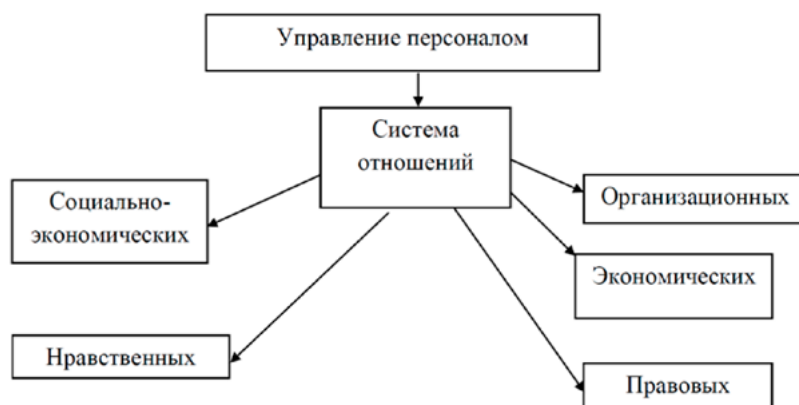 Управление персоналом
Система
отношений
Социально-
экономических
Организационных
Экономических
Нравственных
Правовых